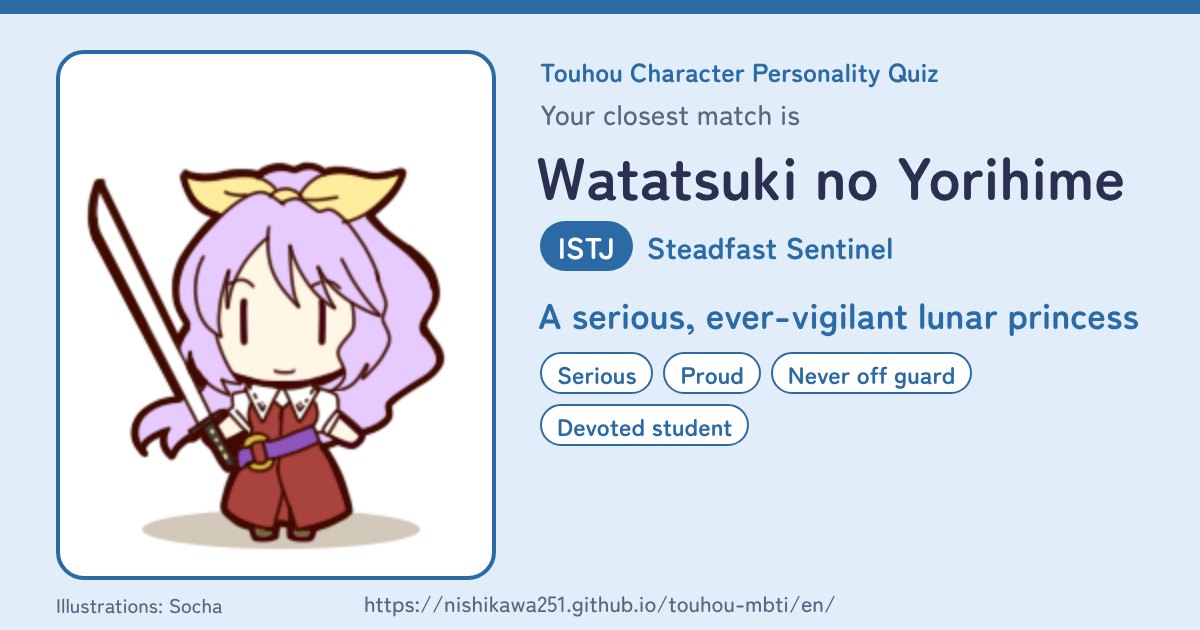 Touhou Character Personality Quiz
Your closest match is
Watatsuki no Yorihime
ISTJ Steadfast Sentinel
A serious, ever-vigilant lunar princess
Serious Proud Never off guard
Devoted student
Illustrations: Socha https://nishikawa251.github.io/touhou-mbti/en/